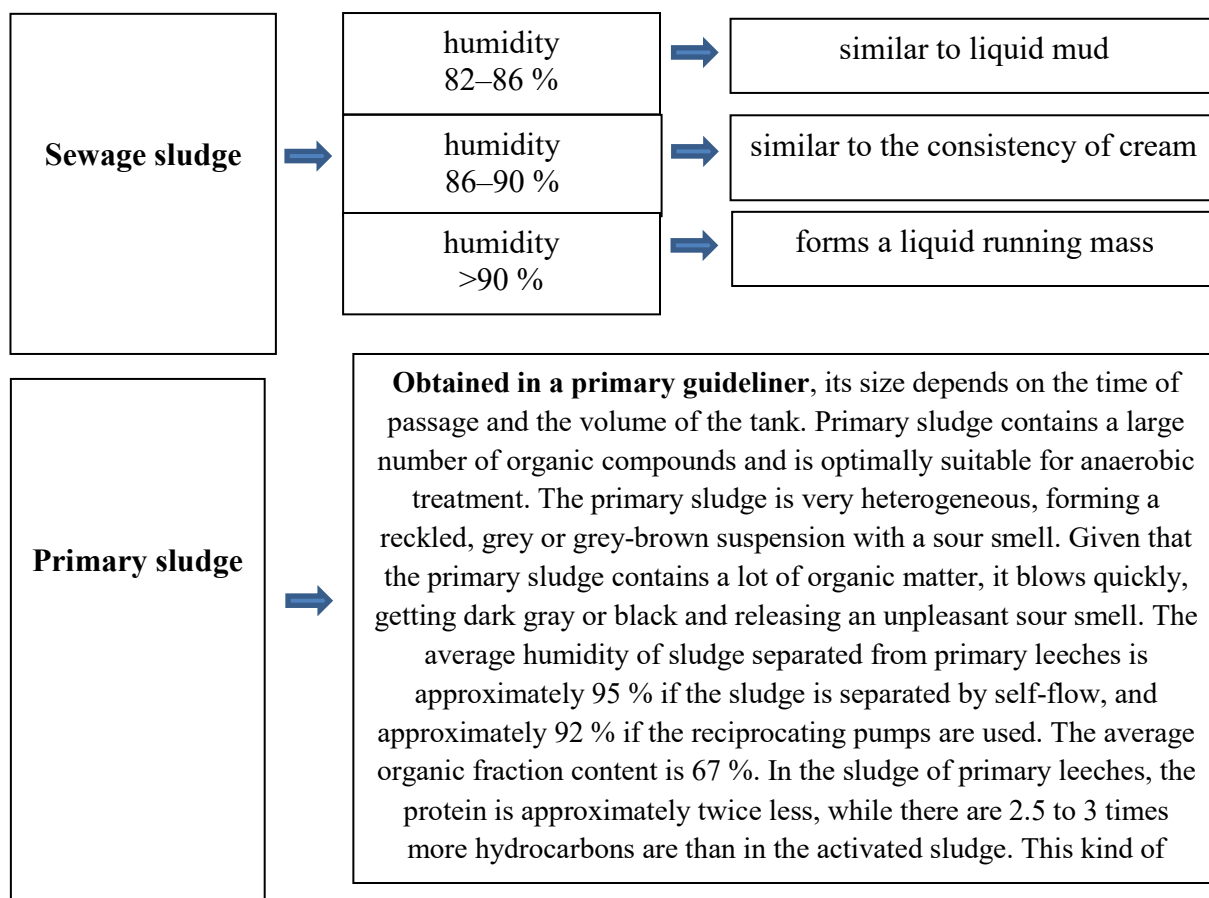 Sewage sludge
humidity
82–86 %
similar to liquid mud
humidity
86–90 %
similar to the consistency of cream
humidity
>90 %
forms a liquid running mass
Primary sludge
Obtained in a primary guideliner, its size depends on the time of
passage and the volume of the tank. Primary sludge contains a large
number of organic compounds and is optimally suitable for anaerobic
treatment. The primary sludge is very heterogeneous, forming a
reckled, grey or grey-brown suspension with a sour smell. Given that
the primary sludge contains a lot of organic matter, it blows quickly,
getting dark gray or black and releasing an unpleasant sour smell. The
average humidity of sludge separated from primary leeches is
approximately 95 % if the sludge is separated by self-flow, and
approximately 92 % if the reciprocating pumps are used. The average
organic fraction content is 67 %. In the sludge of primary leeches, the
protein is approximately twice less, while there are 2.5 to 3 times
more hydrocarbons are than in the activated sludge. This kind of